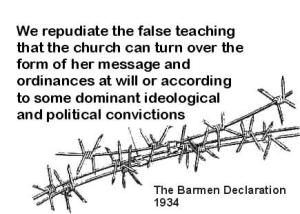 We repudiate the false teaching
that the church can turn over the
form of her message and
ordinances at will or according
to some dominant ideological
and political convictions
The Barmen Declaration
1934